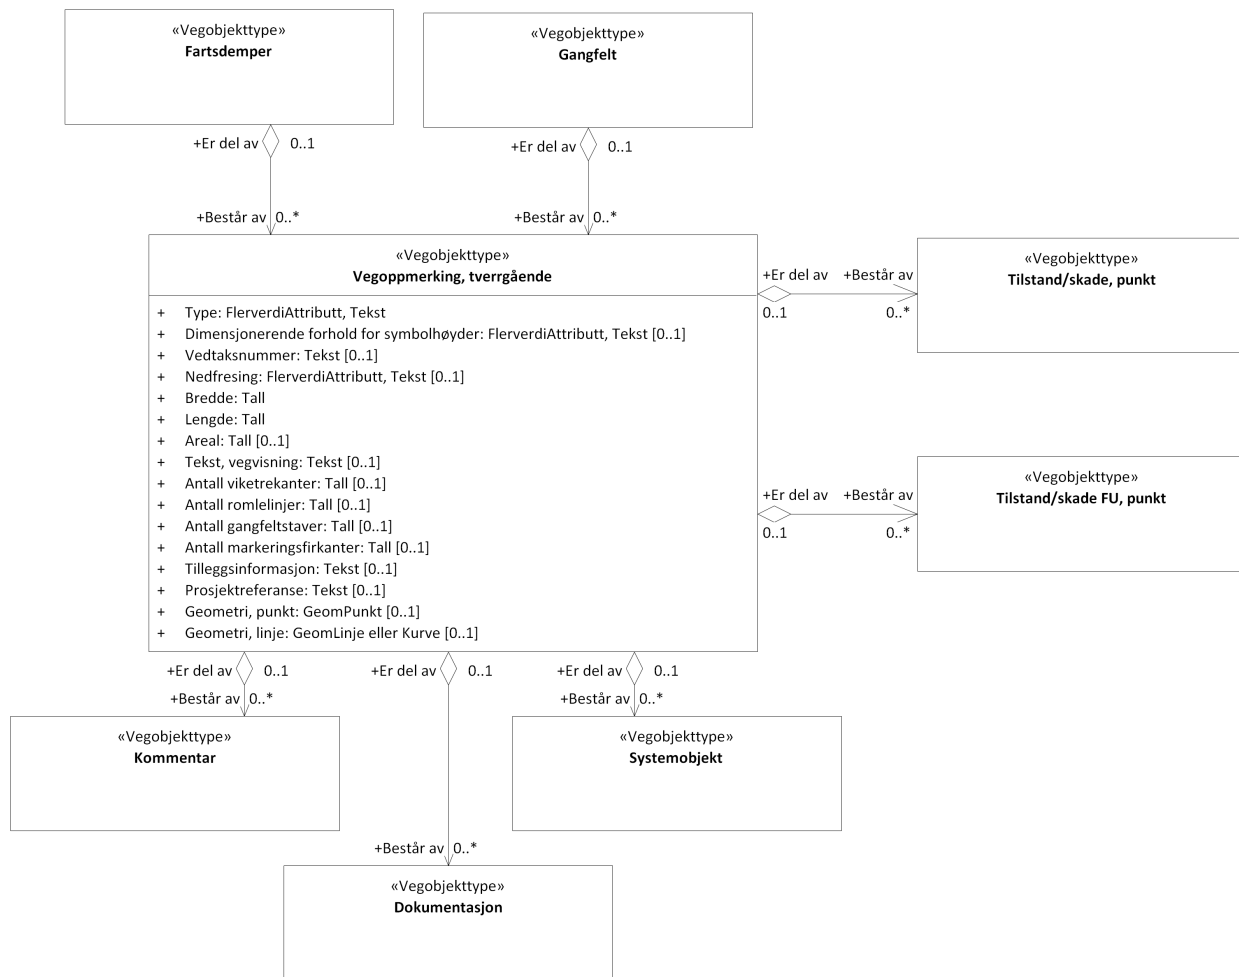 «Vegobjekttype»
Fartsdemper
«Vegobjekttype»
Gangfelt
+Er del av 0..1
+Er del av 0..1
+Består av 0..*
+Består av 0..*
«Vegobjekttype»
Vegoppmerking, tverrgående
+ Type: FlerverdiAttributt, Tekst
+ Dimensjonerende forhold for symbolhøyder: FlerverdiAttributt, Tekst [0..1]
+ Vedtaksnummer: Tekst [0..1]
+ Nedfresing: FlerverdiAttributt, Tekst [0..1]
+ Bredde: Tall
+ Lengde: Tall
+ Areal: Tall [0..1]
+ Tekst, vegvisning: Tekst [0..1]
+ Antall viketrekanter: Tall [0..1]
+ Antall romlelinjer: Tall [0..1]
+ Antall gangfeltstaver: Tall [0..1]
+ Antall markeringsfirkanter: Tall [0..1]
+ Tilleggsinformasjon: Tekst [0..1]
+ Prosjektreferanse: Tekst [0..1]
+ Geometri, punkt: GeomPunkt [0..1]
+ Geometri, linje: GeomLinje eller Kurve [0..1]
+Er del av +Består av
0..1 0..*
«Vegobjekttype»
Tilstand/skade, punkt
+Er del av +Består av
0..1 0..*
«Vegobjekttype»
Tilstand/skade FU, punkt
+Er del av 0..1
+Er del av 0..1
+Er del av 0..1
+Består av 0..*
+Består av 0..*
«Vegobjekttype»
Kommentar
«Vegobjekttype»
Systemobjekt
+Består av 0..*
«Vegobjekttype»
Dokumentasjon